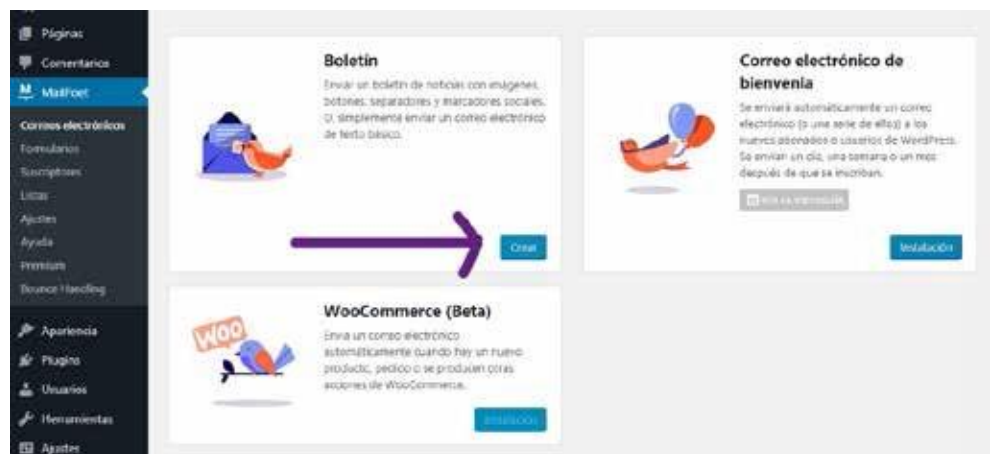 Páginas
Comentarios
MailPoet
Correos electrónicos
Formularios
Suscriptores
Listas
Ajustes
Ayuda
Premium
Bounce Handling
Apariencia
Plugins
Usuarios
Herramientas
Ajustes
Boletín
Enviar un boletín de noticias con imágenes,
botones, separadores y marcadores sociales.
O, simplemente enviar un correo electrónico
de texto básico.
Crear
Correo electrónico de
bienvenia
Se enviará automáticamente un correo
electrónico (o una serie de ellos) a los
nuevos abonados o usuarios de WordPress.
Se envían un día, una semana o un mes
después de que se inscriban.
Instalación
WOO
WooCommerce (Beta)
Envía un correo electrónico
automáticamente cuando hay un nuevo
producto, pedido o se producen otras
acciones de WooCommerce.
Instalación